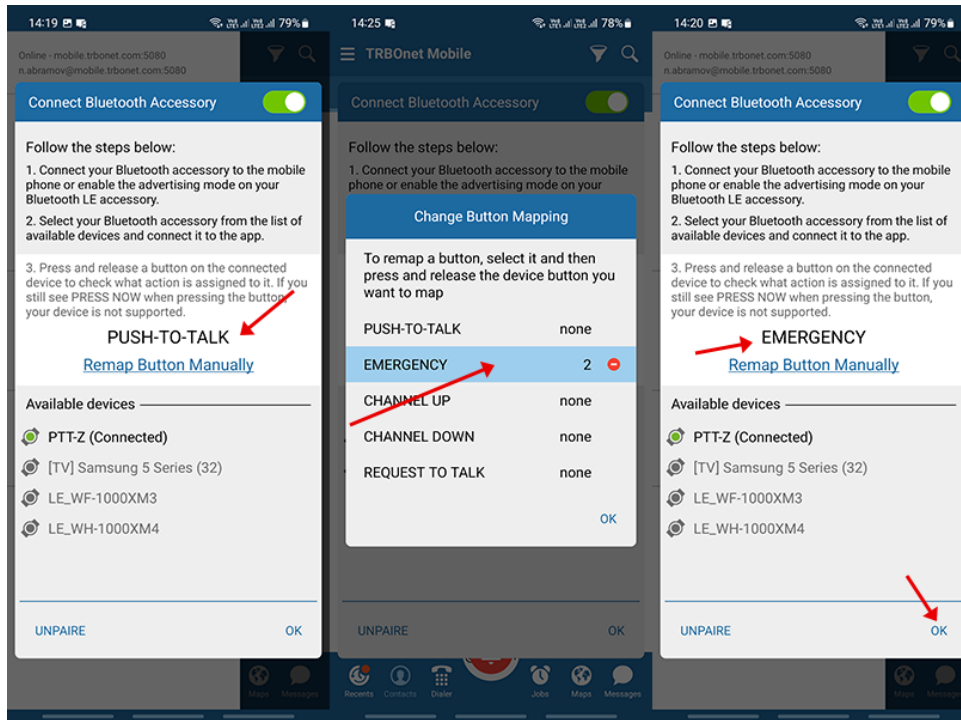 14:19
79%
Online - mobile.trbonet.com:5080
n.abramov@mobile.trbonet.com:5080
Connect Bluetooth Accessory
Follow the steps below:
1. Connect your Bluetooth accessory to the mobile
phone or enable the advertising mode on your
Bluetooth LE accessory.
2. Select your Bluetooth accessory from the list of
available devices and connect it to the app.
3. Press and release a button on the connected
device to check what action is assigned to it. If you
still see PRESS NOW when pressing the button,
your device is not supported.
PUSH-TO-TALK
Remap Button Manually
Available devices
PTT-Z (Connected)
[TV] Samsung 5 Series (32)
LE_WF-1000XM3
LE_WH-1000XM4
UNPAIRE OK
Maps Messages
14:25
78%
TRBOnet Mobile
Connect Bluetooth Accessory
Follow the steps below:
1. Connect your Bluetooth accessory to the mobile
phone or enable the advertising mode on your
Change Button Mapping
To remap a button, select it and then
press and release the device button you
want to map
PUSH-TO-TALK none
EMERGENCY 2
CHANNEL UP none
CHANNEL DOWN none
REQUEST TO TALK none
OK
UNPAIRE OK
Recents Contacts Dialer Jobs Maps Messages
14:20
79%
Online - mobile.trbonet.com:5080
n.abramov@mobile.trbonet.com:5080
Connect Bluetooth Accessory
Follow the steps below:
1. Connect your Bluetooth accessory to the mobile
phone or enable the advertising mode on your
Bluetooth LE accessory.
2. Select your Bluetooth accessory from the list of
available devices and connect it to the app.
3. Press and release a button on the connected
device to check what action is assigned to it. If you
still see PRESS NOW when pressing the button,
your device is not supported.
EMERGENCY
Remap Button Manually
Available devices
PTT-Z (Connected)
[TV] Samsung 5 Series (32)
LE_WF-1000XM3
LE_WH-1000XM4
UNPAIRE OK
Maps